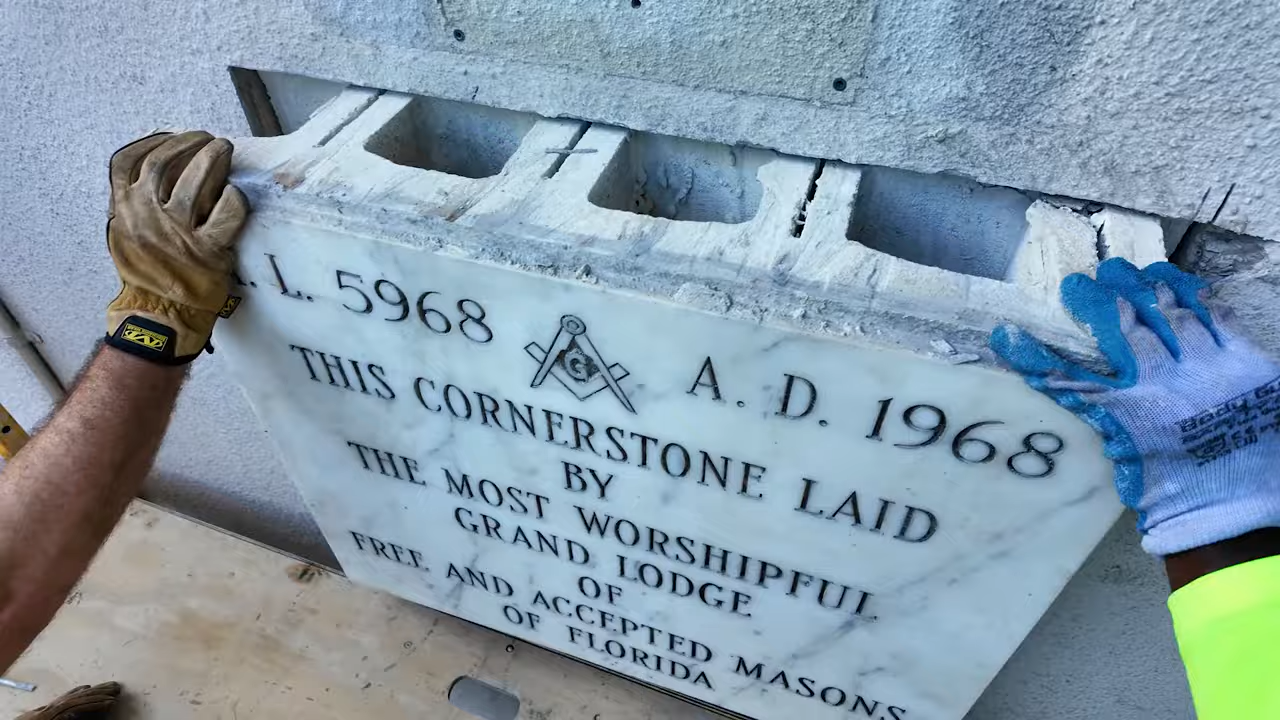 . L. 5968 G A. D. 1968
THIS CORNERSTONE LAID
BY
THE MOST WORSHIPFUL
GRAND LODGE
OF
FREE AND ACCEPTED MASONS
OF FLORIDA